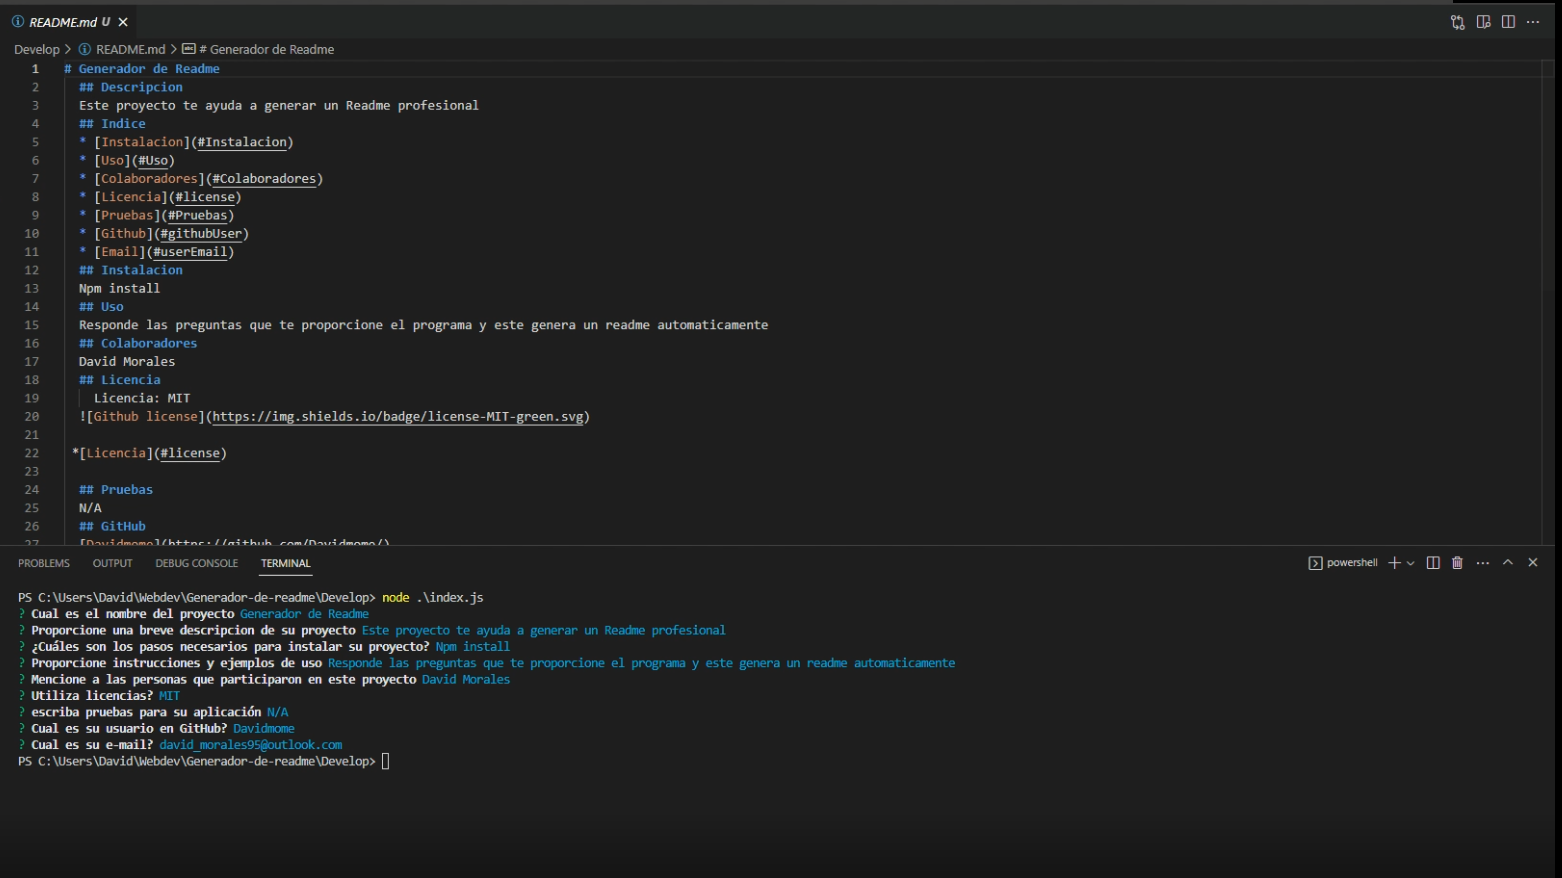 README.md U
Develop > README.md > # Generador de Readme
1 # Generador de Readme
2 ## Descripcion
3 Este proyecto te ayuda a generar un Readme profesional
4 ## Indice
5 * [Instalacion](#Instalacion)
6 * [Uso](#Uso)
7 * [Colaboradores](#Colaboradores)
8 * [Licencia](#license)
9 * [Pruebas](#Pruebas)
10 * [Github](#githubUser)
11 * [Email](#userEmail)
12 ## Instalacion
13 Npm install
14 ## Uso
15 Responde las preguntas que te proporcione el programa y este genera un readme automaticamente
16 ## Colaboradores
17 David Morales
18 ## Licencia
19 Licencia: MIT
20 ![Github license](https://img.shields.io/badge/license-MIT-green.svg)
21
22 *[Licencia](#license)
23
24 ## Pruebas
25 N/A
26 ## GitHub
27 [Davidmome](https://github.com/Davidmome/)
PROBLEMS OUTPUT DEBUG CONSOLE TERMINAL powershell
PS C:\Users\David\Webdev\Generador-de-readme\Develop> node .\index.js
? Cual es el nombre del proyecto Generador de Readme
? Proporcione una breve descripcion de su proyecto Este proyecto te ayuda a generar un Readme profesional
? ¿Cuáles son los pasos necesarios para instalar su proyecto? Npm install
? Proporcione instrucciones y ejemplos de uso Responde las preguntas que te proporcione el programa y este genera un readme automaticamente
? Mencione a las personas que participaron en este proyecto David Morales
? Utiliza licencias? MIT
? escriba pruebas para su aplicación N/A
? Cual es su usuario en GitHub? Davidmome
? Cual es su e-mail? david_morales95@outlook.com
PS C:\Users\David\Webdev\Generador-de-readme\Develop>